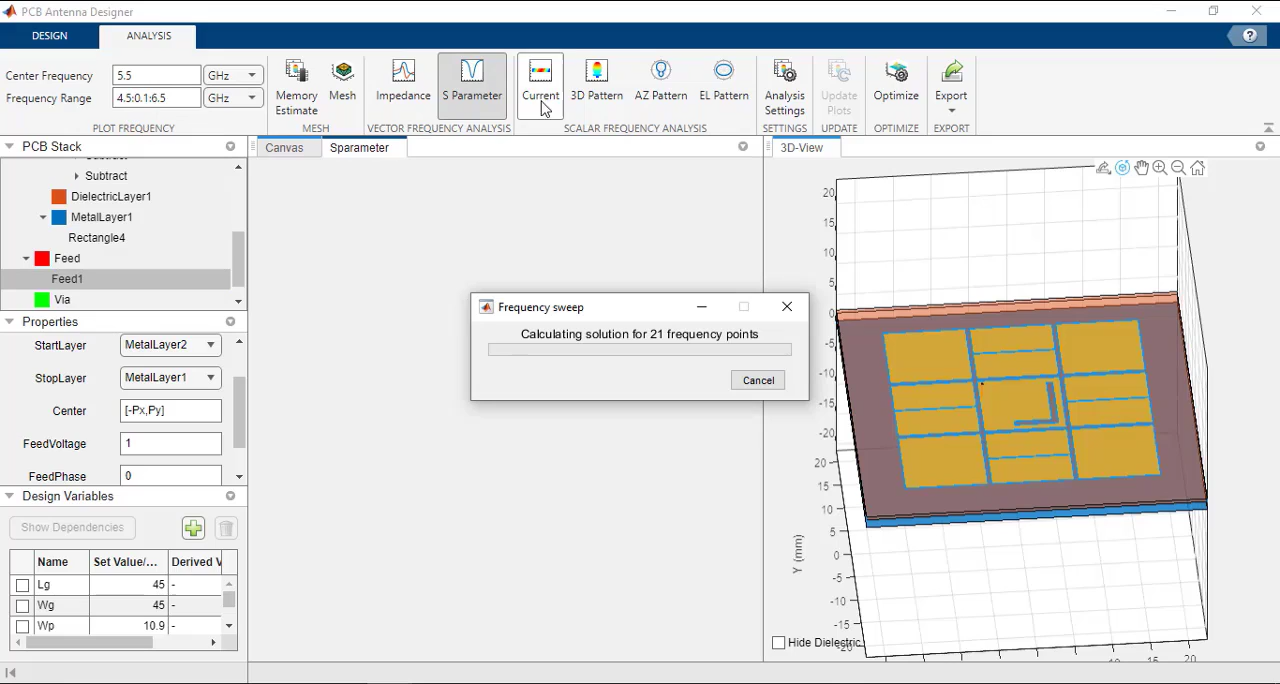 PCB Antenna Designer
DESIGN
ANALYSIS
Center Frequency
5.5
GHz
Frequency Range
4.5:0.1:6.5
GHz
PLOT FREQUENCY
Memory
Estimate
Mesh
MESH
Impedance
S Parameter
VECTOR FREQUENCY ANALYSIS
Current
3D Pattern
AZ Pattern
EL Pattern
SCALAR FREQUENCY ANALYSIS
Analysis
Settings
SETTINGS
Update
Plots
UPDATE
Optimize
OPTIMIZE
Export
EXPORT
PCB Stack
Subtract
Subtract
DielectricLayer1
MetalLayer1
Rectangle4
Feed
Feed1
Via
Properties
StartLayer
MetalLayer2
StopLayer
MetalLayer1
Center
[-Px,Py]
FeedVoltage
1
FeedPhase
0
Design Variables
Show Dependencies
Name
Set Value/...
Derived V
Lg
45
-
Wg
45
-
Wp
10.9
-
Canvas
Sparameter
Frequency sweep
Calculating solution for 21 frequency points
Cancel
3D-View
20
15
10
5
0
-5
-10
-15
-20
20
15
10
5
0
-5
-10
-15
-20
Y (mm)
Hide Dielectric
10
15
20